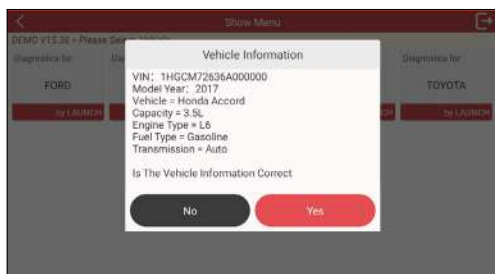 Show Menu
DEMO V15.38 > Please Select
Vehicle Information
Diagnostics for
FORD
by LAUNCH
VIN: 1HGCM72636A000000
Model Year: 2017
Vehicle = Honda Accord
Capacity = 3.5L
Engine Type = L6
Fuel Type = Gasoline
Transmission = Auto
Is The Vehicle Information Correct
No
Yes
Diagnostics for
TOYOTA
by LAUNCH